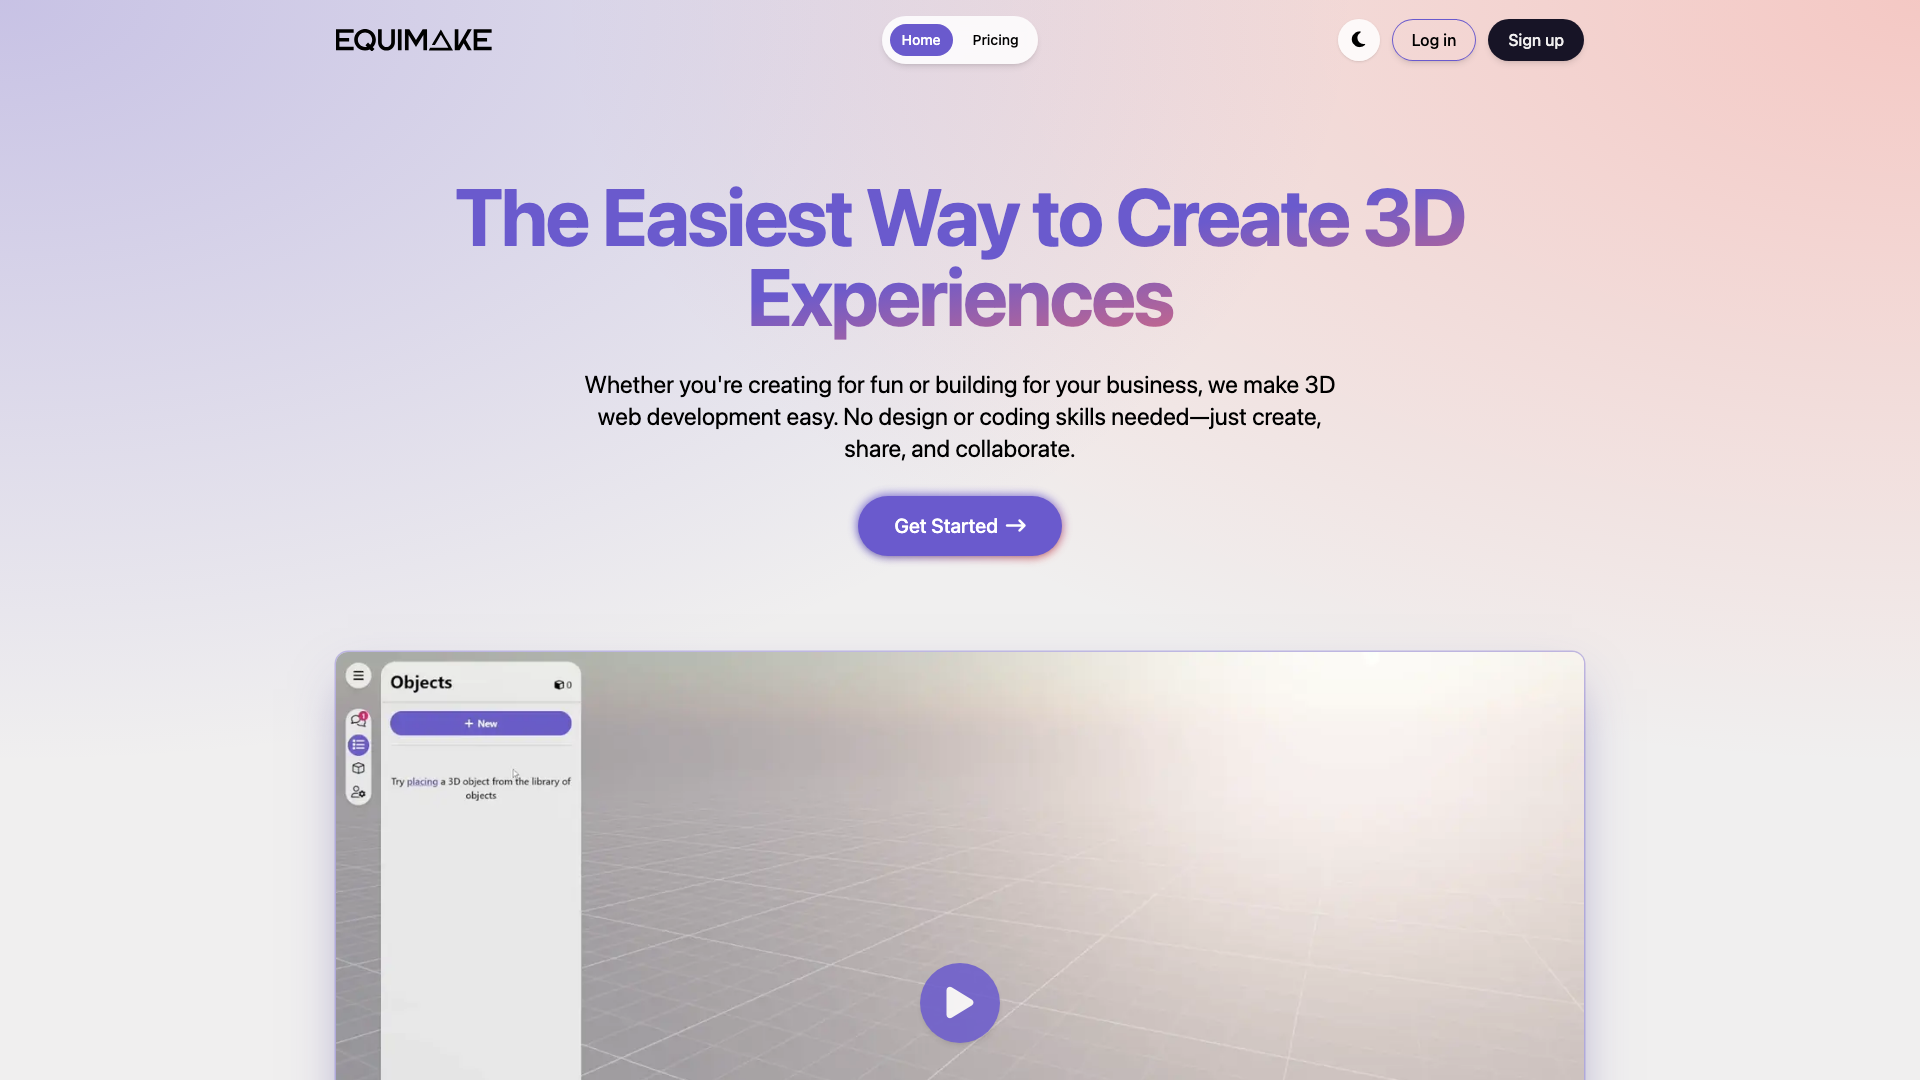 EQUIMAKE
Home
Pricing
Log in
Sign up
The Easiest Way to Create 3D
Experiences
Whether you're creating for fun or building for your business, we make 3D
web development easy. No design or coding skills needed—just create,
share, and collaborate.
Get Started →
Objects
0
1
+ New
Try placing a 3D object from the library of
objects